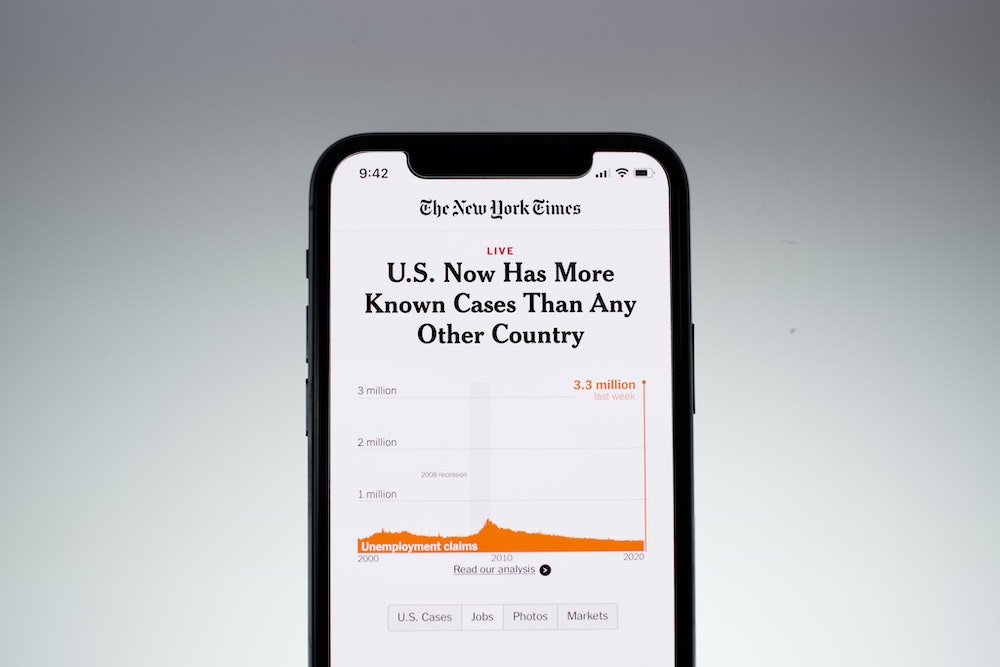 9:42
The New York Times
LIVE
U.S. Now Has More
Known Cases Than Any
Other Country
3.3 million
last week
3 million
2 million
2008 recession
1 million
Unemployment claims
2000 2010 2020
Read our analysis
U.S. Cases Jobs Photos Markets